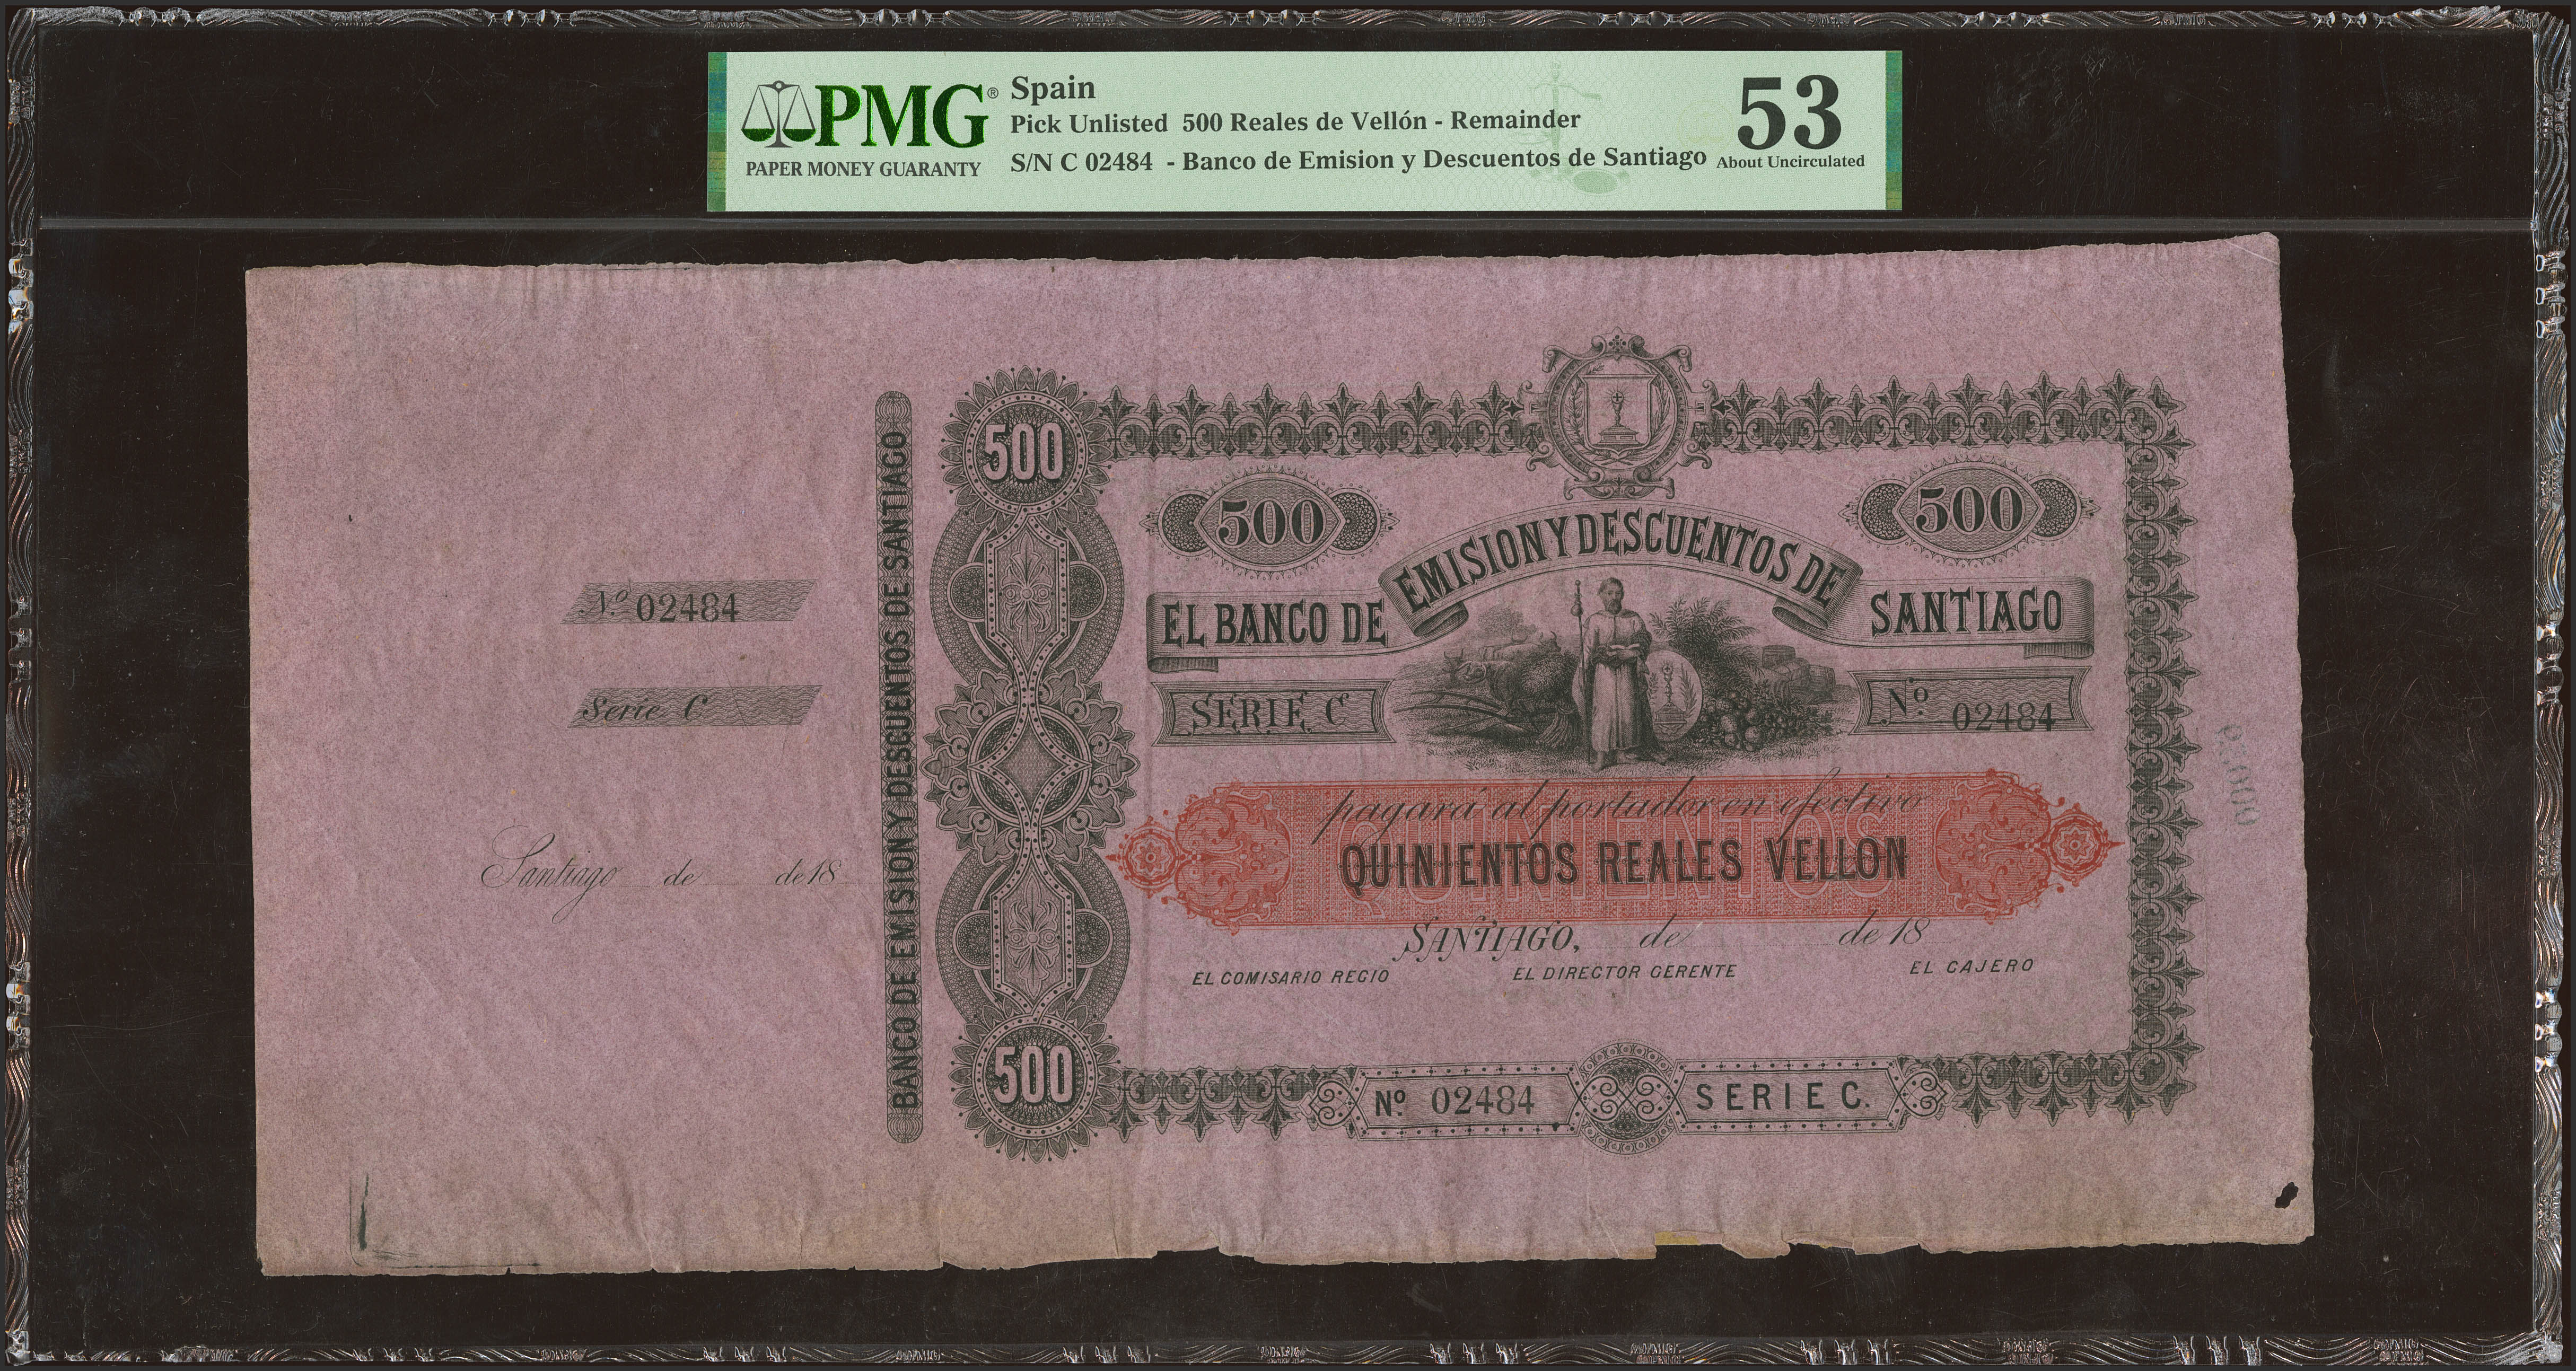 PMG®
PAPER MONEY GUARANTY
Spain
Pick Unlisted 500 Reales de Vellón - Remainder
S/N C 02484 - Banco de Emision y Descuentos de Santiago
53
About Uncirculated
Nº 02484
Serie C
Santiago de de 18
BANCO DE EMISION Y DESCUENTOS DE SANTIAGO
500
500
500
EL BANCO DE EMISION Y DESCUENTOS DE SANTIAGO
SERIE C
Nº 02484
pagará al portador en efectivo
QUINIENTOS
QUINIENTOS REALES VELLON
SANTIAGO, de de 18
EL COMISARIO REGIO
EL DIRECTOR GERENTE
EL CAJERO
500
Nº 02484
SERIE C.